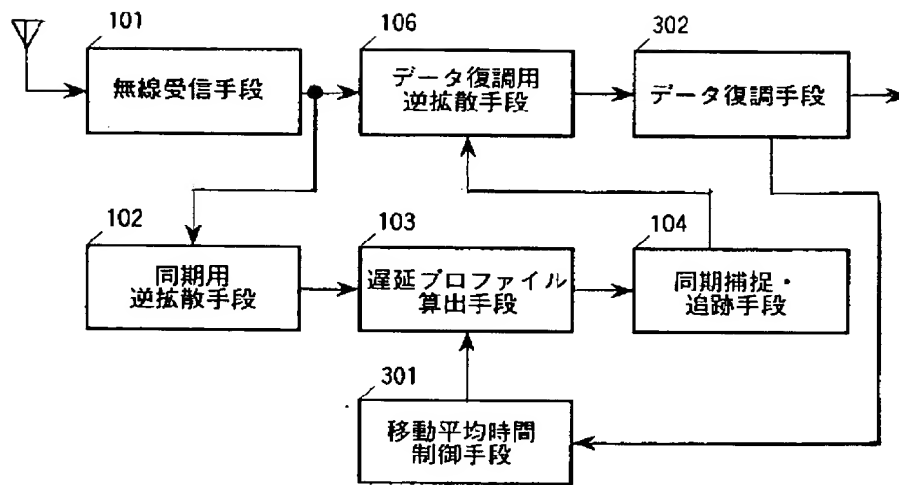 101
無線受信手段
106
データ復調用
逆拡散手段
302
データ復調手段
102
同期用
逆拡散手段
103
遅延プロファイル
算出手段
104
同期捕捉・
追跡手段
301
移動平均時間
制御手段